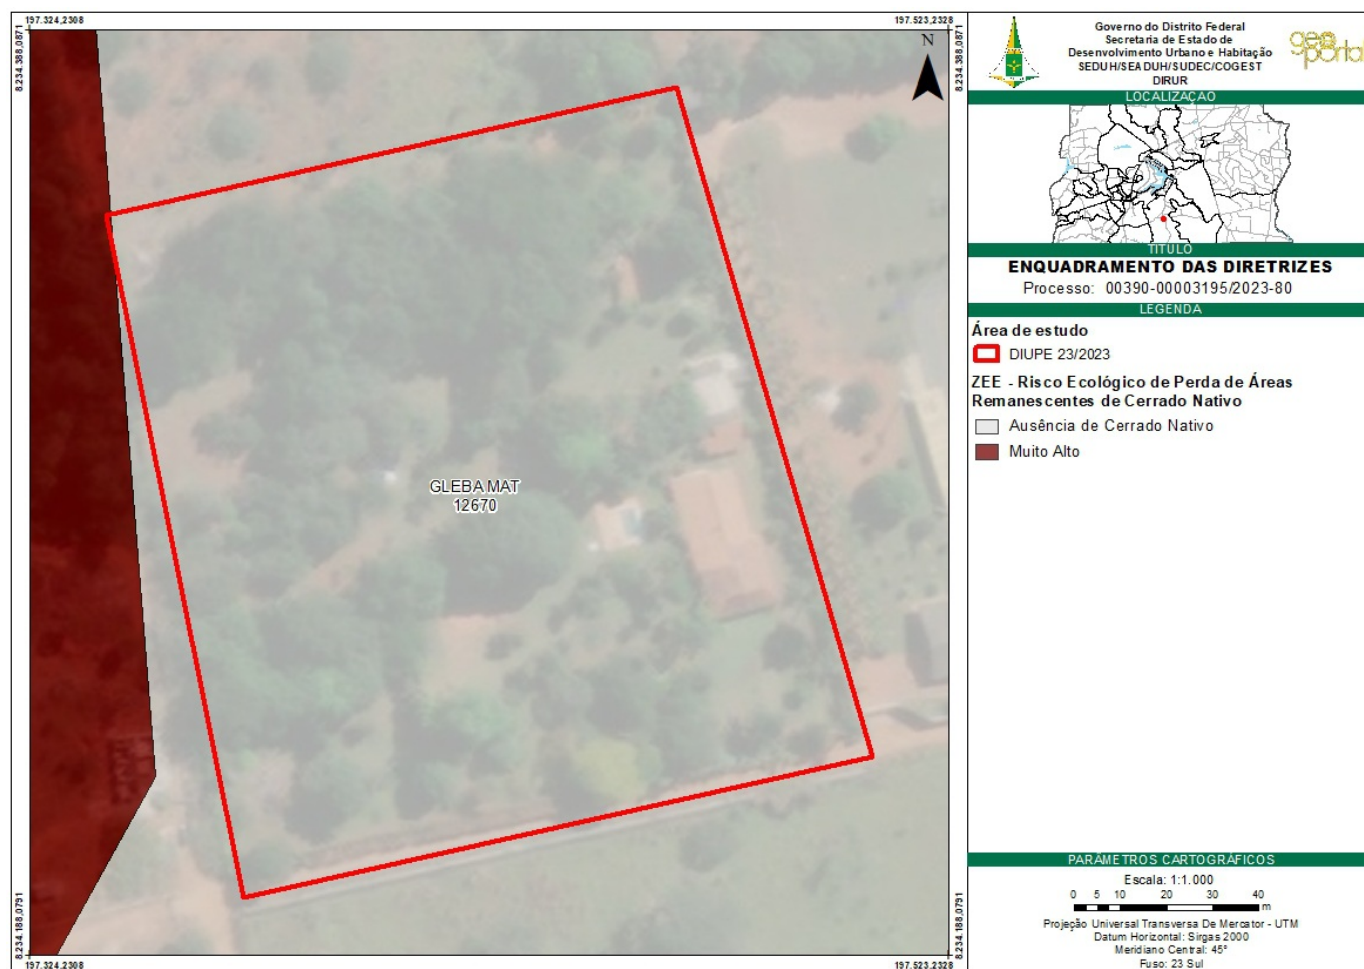 197.324,2308
197.523,2328
8.234.388,0871
8.234.388,0871
N
GLEBA MAT
12670
8.234.188,0791
8.234.188,0791
197.324,2308
197.523,2328
Governo do Distrito Federal
Secretaria de Estado de
Desenvolvimento Urbano e Habitação
SEDUH/SEADUH/SUDEC/COGEST
DIRUR
geo
portal
LOCALIZAÇÃO
TÍTULO
ENQUADRAMENTO DAS DIRETRIZES
Processo: 00390-00003195/2023-80
LEGENDA
Área de estudo
DIUPE 23/2023
ZEE - Risco Ecológico de Perda de Áreas
Remanescentes de Cerrado Nativo
Ausência de Cerrado Nativo
Muito Alto
PARÂMETROS CARTOGRÁFICOS
Escala: 1:1.000
0 5 10 20 30 40
m
Projeção Universal Transversa De Mercator - UTM
Datum Horizontal: Sirgas 2000
Meridiano Central: 45º
Fuso: 23 Sul